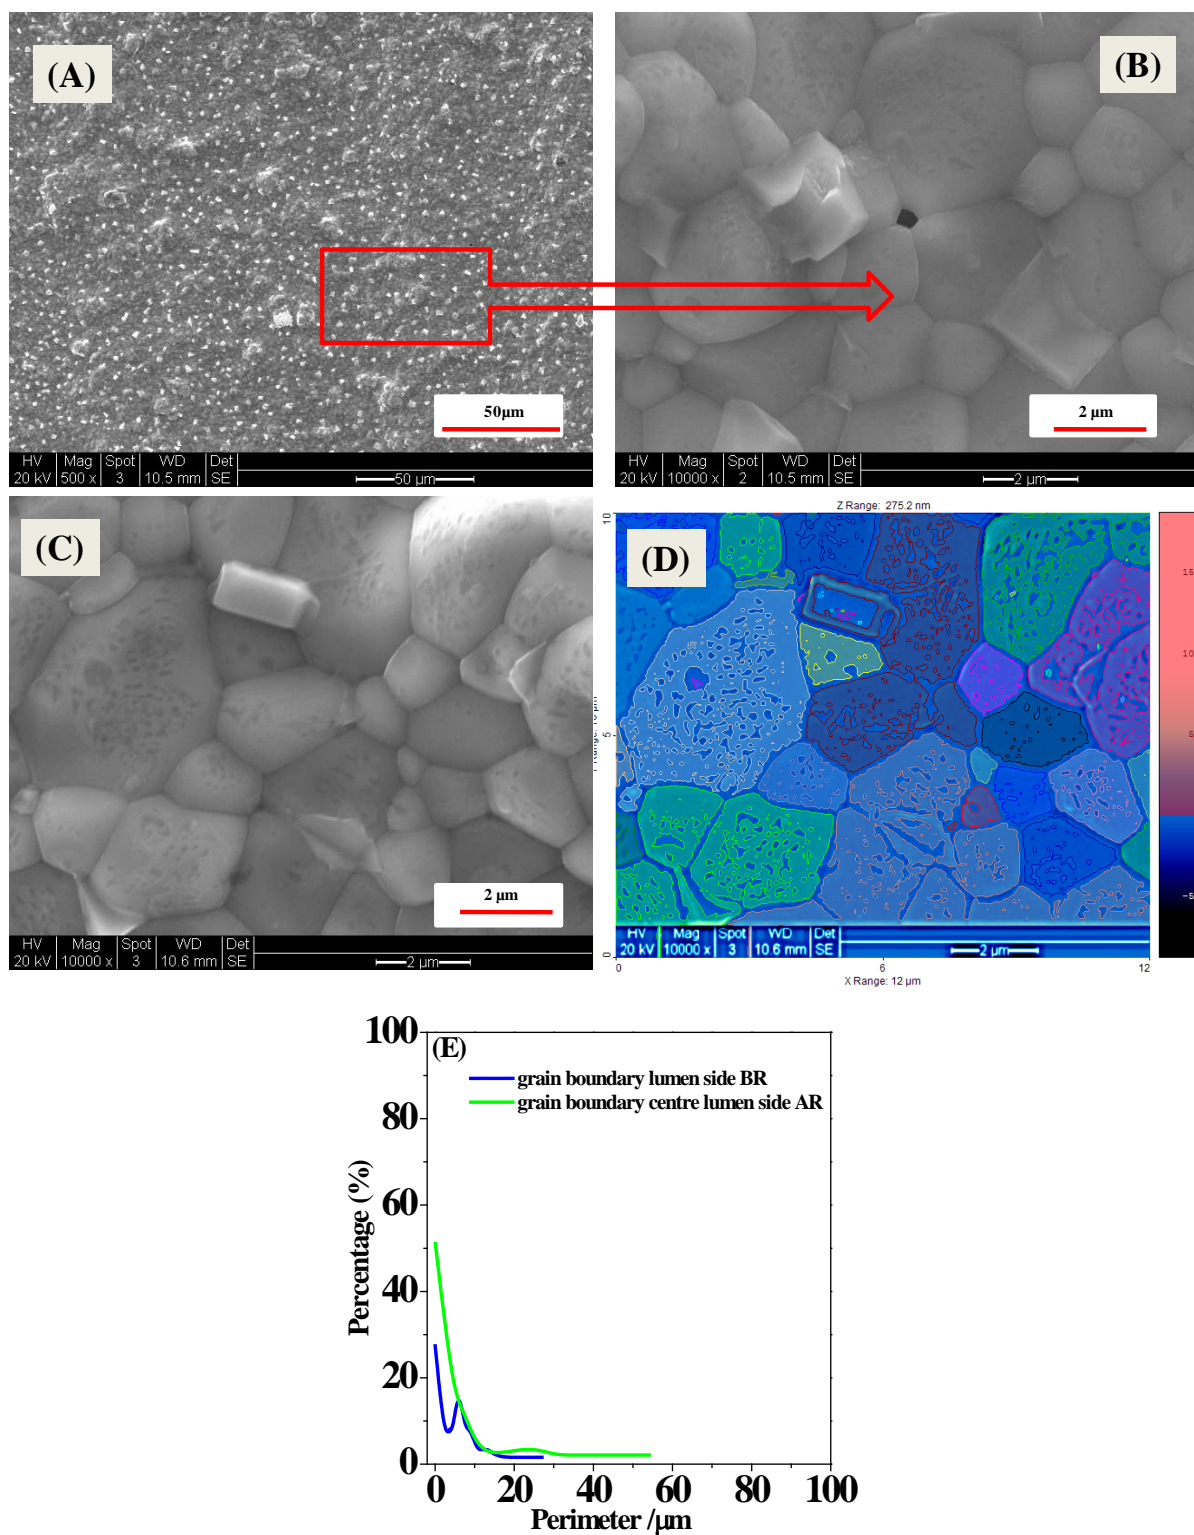 (A)
50µm
HV Mag Spot WD Det
20 kV 500 x 3 10.5 mm SE 50 µm
(B)
2 µm
HV Mag Spot WD Det
20 kV 10000 x 2 10.5 mm SE 2 µm
(C)
2 µm
HV Mag Spot WD Det
20 kV 10000 x 3 10.6 mm SE 2 µm
Z Range: 275.2 nm
(D)
10
5
0
15
10
5
0
-5
HV Mag Spot WD Det
20 kV 10000 x 3 10.6 mm SE 2 µm
0 6 12
X Range: 12 µm
(E)
grain boundary lumen side BR
grain boundary centre lumen side AR
Percentage (%)
100
80
60
40
20
0
0 20 40 60 80 100
Perimeter /µm